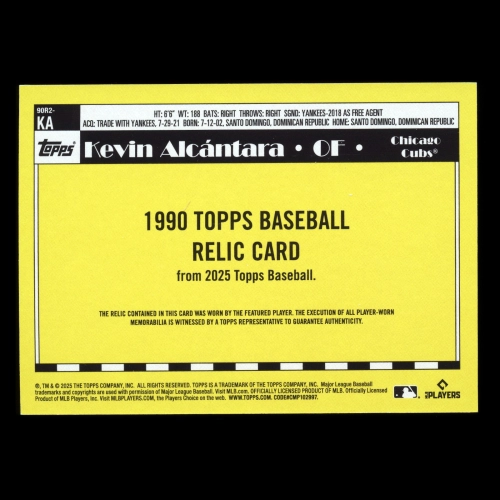 90R2-
KA
HT: 6'6" WT: 188 BATS: RIGHT THROWS: RIGHT SGND: YANKEES-2018 AS FREE AGENT
ACQ: TRADE WITH YANKEES, 7-29-21 BORN: 7-12-02, SANTO DOMINGO, DOMINICAN REPUBLIC HOME: SANTO DOMINGO, DOMINICAN REPUBLIC
Topps Kevin Alcántara • OF • Chicago
Cubs®
1990 TOPPS BASEBALL
RELIC CARD
from 2025 Topps Baseball.
THE RELIC CONTAINED IN THIS CARD WAS WORN BY THE FEATURED PLAYER. THE EXECUTION OF ALL PLAYER-WORN
MEMORABILIA IS WITNESSED BY A TOPPS REPRESENTATIVE TO GUARANTEE AUTHENTICITY.
®, TM & © 2025 THE TOPPS COMPANY, INC. ALL RIGHTS RESERVED. TOPPS IS A TRADEMARK OF THE TOPPS COMPANY, INC. Major League Baseball
trademarks and copyrights are used with permission of Major League Baseball. Visit MLB.COM. OFFICIALLY LICENSED PRODUCT OF MLB. Officially Licensed
Product of MLB Players, Inc. Visit MLBPLAYERS.COM, the Players Choice on the web. WWW.TOPPS.COM. CODE#CMP102997.
MLB PLAYERS